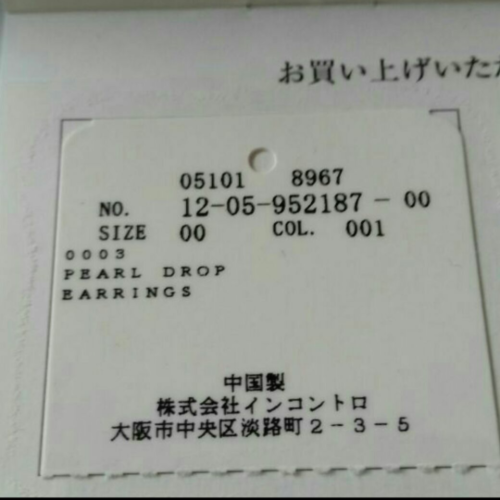 お買い上げいた
05101 8967
NO. 12-05-952187-00
SIZE 00 COL. 001
0003
PEARL DROP
EARRINGS
中国製
株式会社インコントロ
大阪市中央区淡路町2-3-5